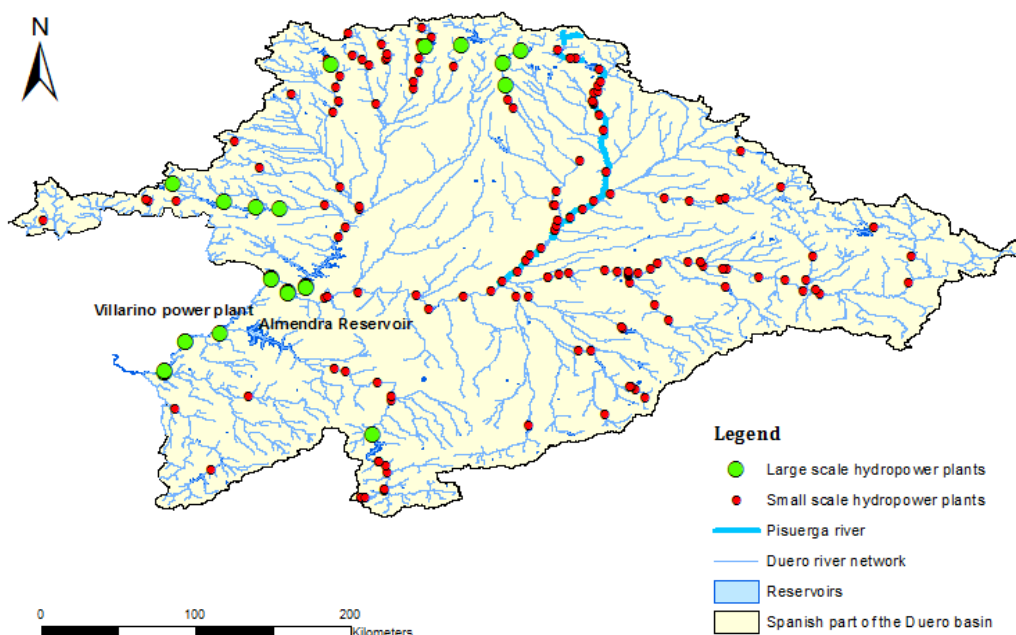 N
Villarino power plant
Almendra Reservoir
Legend
Large scale hydropower plants
Small scale hydropower plants
Pisuerga river
Duero river network
Reservoirs
Spanish part of the Duero basin
0 100 200
Kilometers